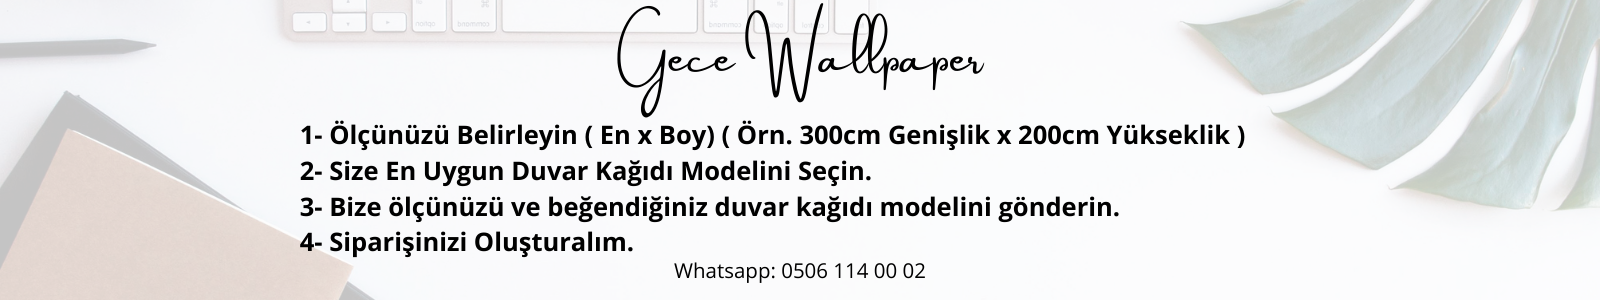 Gece Wallpaper
1- Ölçünüzü Belirleyin ( En x Boy) ( Örn. 300cm Genişlik x 200cm Yükseklik )
2- Size En Uygun Duvar Kağıdı Modelini Seçin.
3- Bize ölçünüzü ve beğendiğiniz duvar kağıdı modelini gönderin.
4- Siparişinizi Oluşturalım.
Whatsapp: 0506 114 00 02